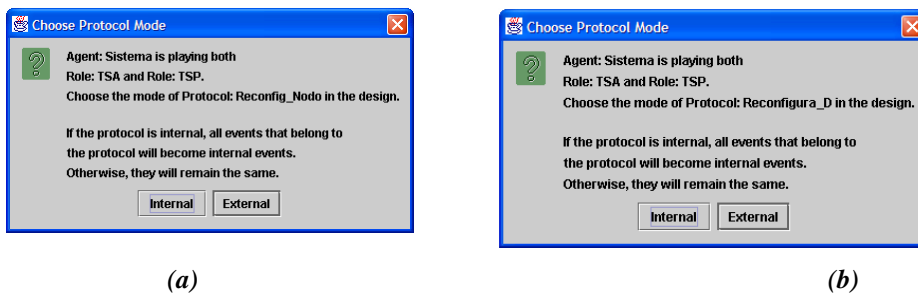 Choose Protocol Mode
Agent: Sistema is playing both
Role: TSA and Role: TSP.
Choose the mode of Protocol: Reconfig_Nodo in the design.
If the protocol is internal, all events that belong to
the protocol will become internal events.
Otherwise, they will remain the same.
Internal External
(a)
Choose Protocol Mode
Agent: Sistema is playing both
Role: TSA and Role: TSP.
Choose the mode of Protocol: Reconfigura_D in the design.
If the protocol is internal, all events that belong to
the protocol will become internal events.
Otherwise, they will remain the same.
Internal External
(b)